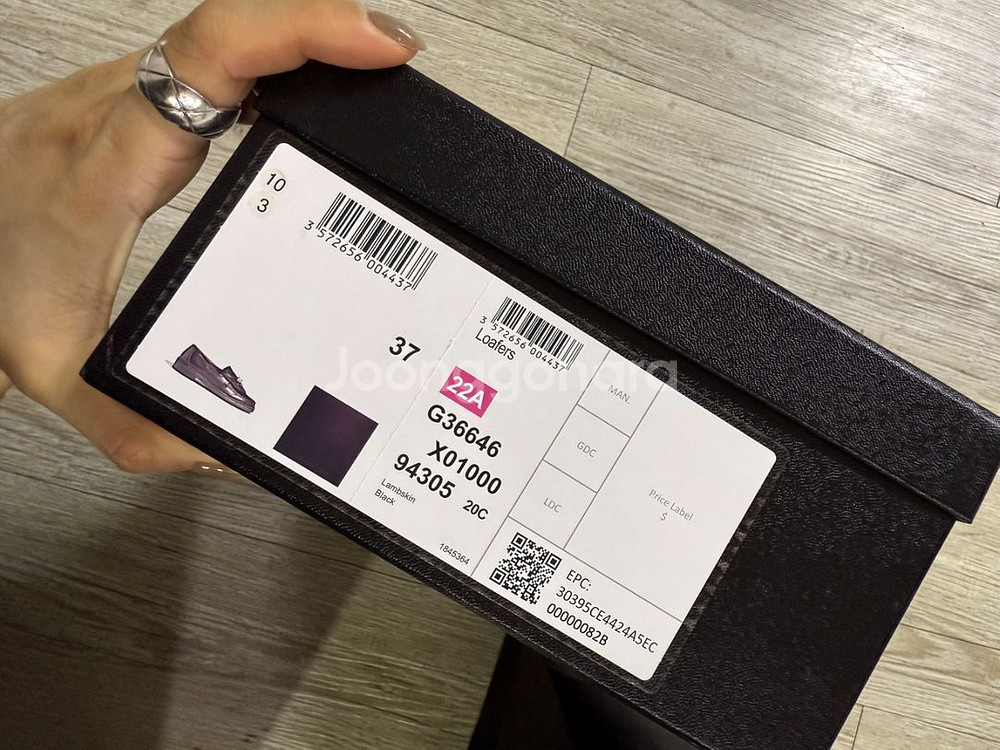 10
3
3 572656 004437
37
3 572656 004437
Loafers
22A
G36646
X01000
94305 20C
Lambskin
Black
1845364
MAN.
GDC
LDC
Price Label
$
EPC:
30395CE4424A5EC
00000082B
Joonggonara